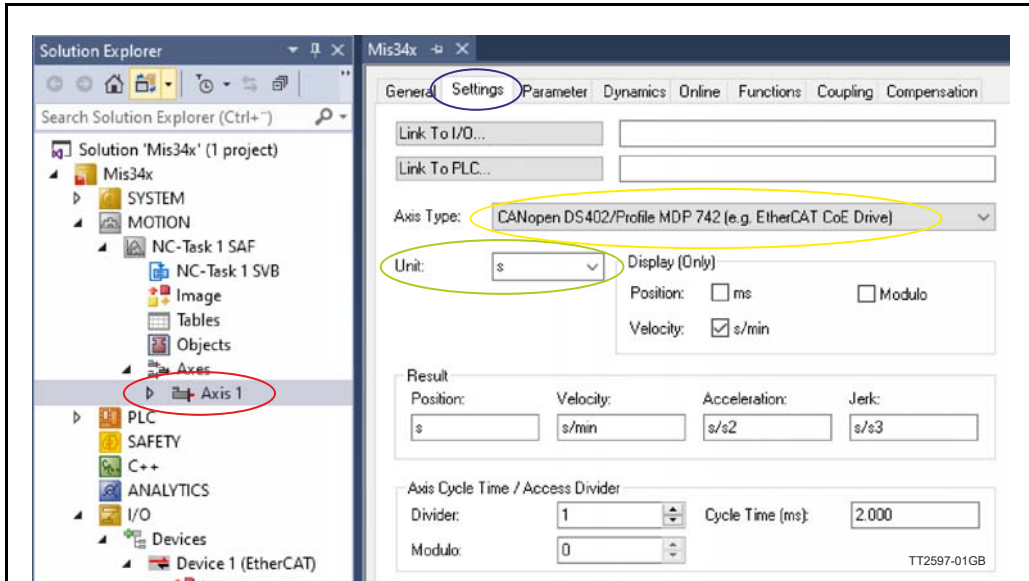 Solution Explorer
Search Solution Explorer (Ctrl+¨)
Solution 'Mis34x' (1 project)
Mis34x
SYSTEM
MOTION
NC-Task 1 SAF
NC-Task 1 SVB
Image
Tables
Objects
Axes
Axis 1
PLC
SAFETY
C++
ANALYTICS
I/O
Devices
Device 1 (EtherCAT)
Mis34x
General Settings Parameter Dynamics Online Functions Coupling Compensation
Link To I/O...
Link To PLC...
Axis Type: CANopen DS402/Profile MDP 742 (e.g. EtherCAT CoE Drive)
Unit: s
Display (Only)
Position: ms Modulo
Velocity: s/min
Result
Position: Velocity: Acceleration: Jerk:
s s/min s/s2 s/s3
Axis Cycle Time / Access Divider
Divider: 1 Cycle Time (ms): 2.000
Modulo: 0
TT2597-01GB